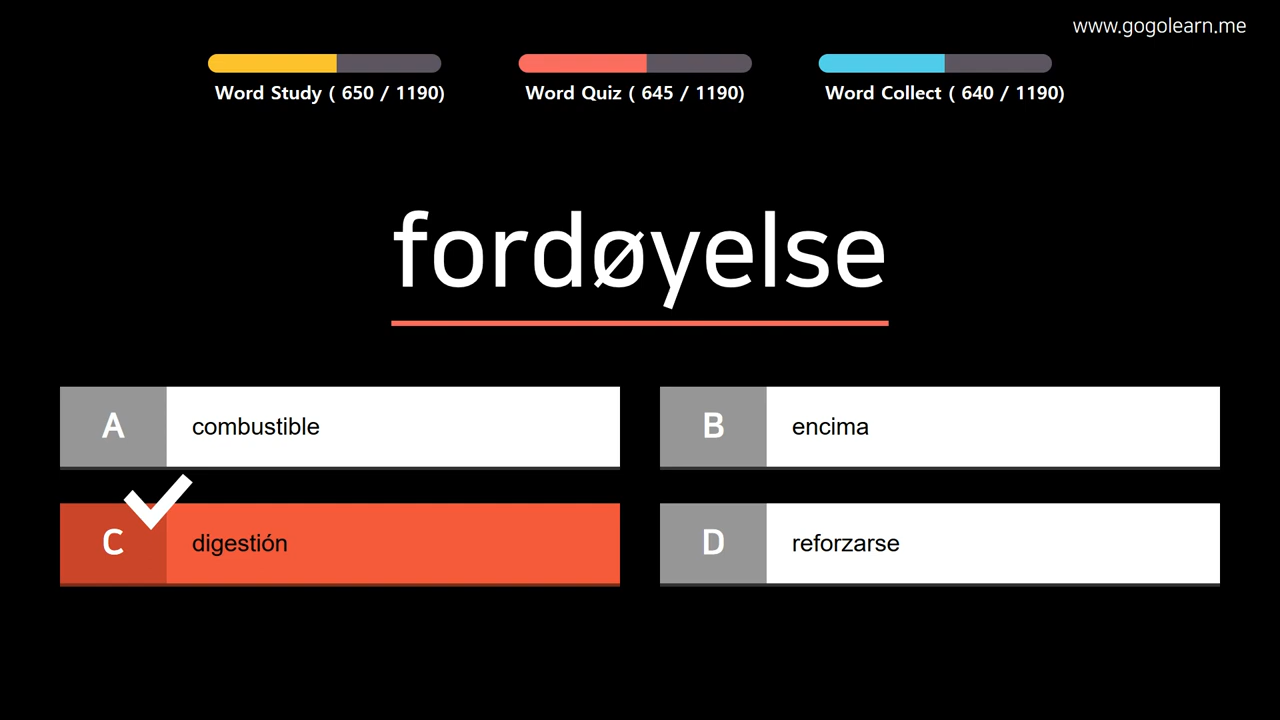 www.gogolearn.me
Word Study ( 650 / 1190)
Word Quiz ( 645 / 1190)
Word Collect ( 640 / 1190)
fordøyelse
A combustible
B encima
C digestión
D reforzarse